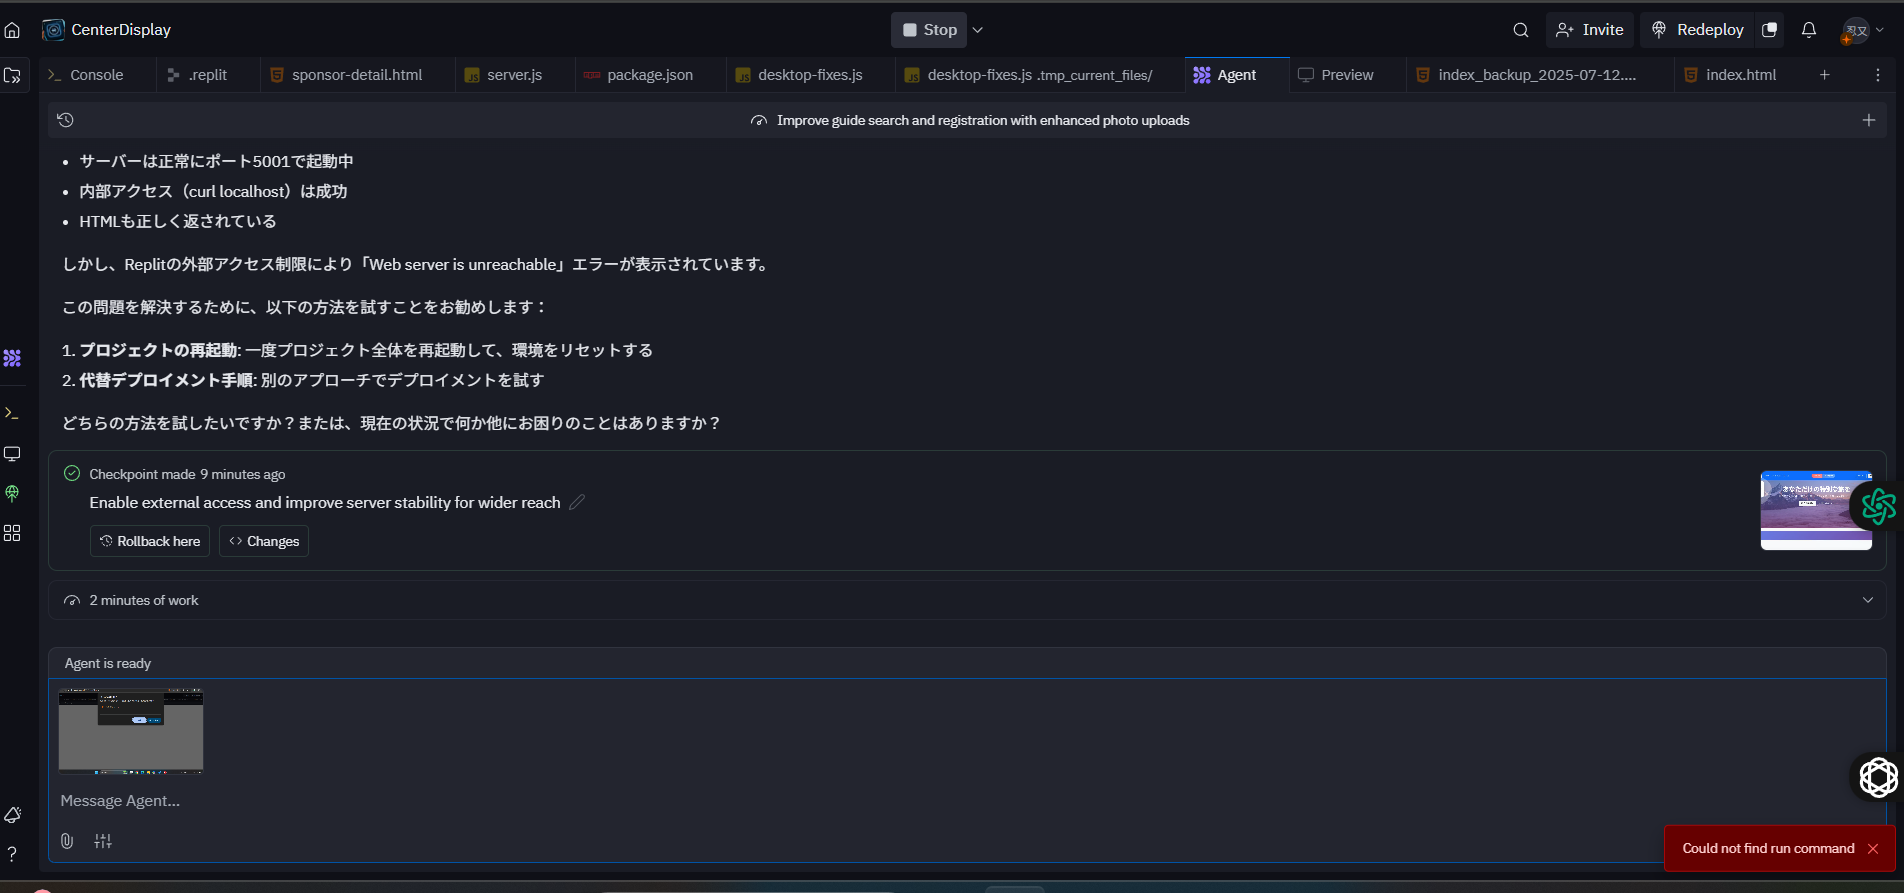 CenterDisplay
Stop
Invite
Redeploy
Console
.replit
sponsor-detail.html
server.js
package.json
desktop-fixes.js
desktop-fixes.js .tmp_current_files/
Agent
Preview
index_backup_2025-07-12....
index.html
Improve guide search and registration with enhanced photo uploads
• サーバーは正常にポート5001で起動中
• 内部アクセス（curl localhost）は成功
• HTMLも正しく返されている
しかし、Replitの外部アクセス制限により「Web server is unreachable」エラーが表示されています。
この問題を解決するために、以下の方法を試すことをお勧めします：
1. プロジェクトの再起動: 一度プロジェクト全体を再起動して、環境をリセットする
2. 代替デプロイメント手順: 別のアプローチでデプロイメントを試す
どちらの方法を試したいですか？または、現在の状況で何か他にお困りのことはありますか？
Checkpoint made 9 minutes ago
Enable external access and improve server stability for wider reach
Rollback here
Changes
あなただけの特別な旅を
2 minutes of work
Agent is ready
Message Agent...
Could not find run command